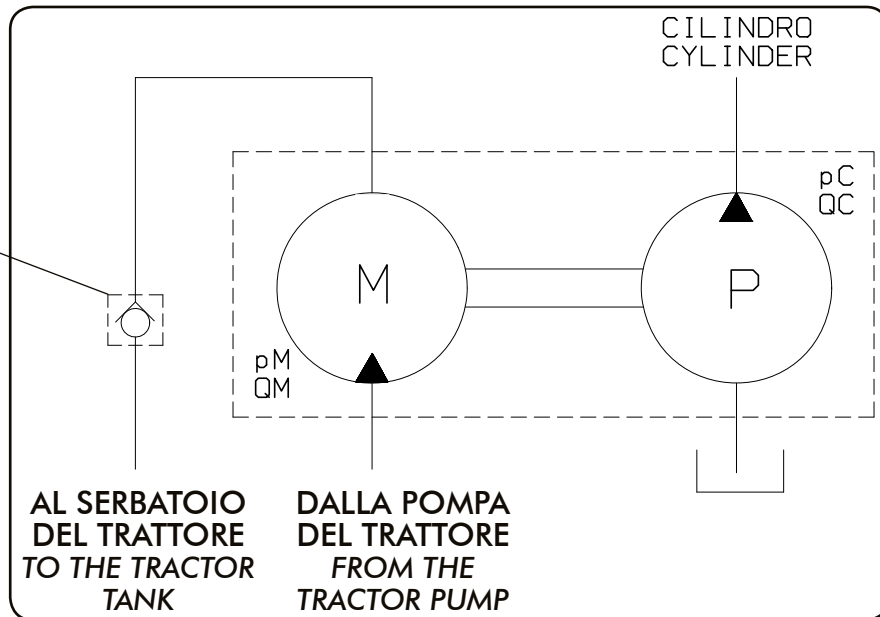 CILINDRO
CYLINDER
pC
QC
M
P
pM
QM
AL SERBATOIO
DEL TRATTORE
TO THE TRACTOR
TANK
DALLA POMPA
DEL TRATTORE
FROM THE
TRACTOR PUMP